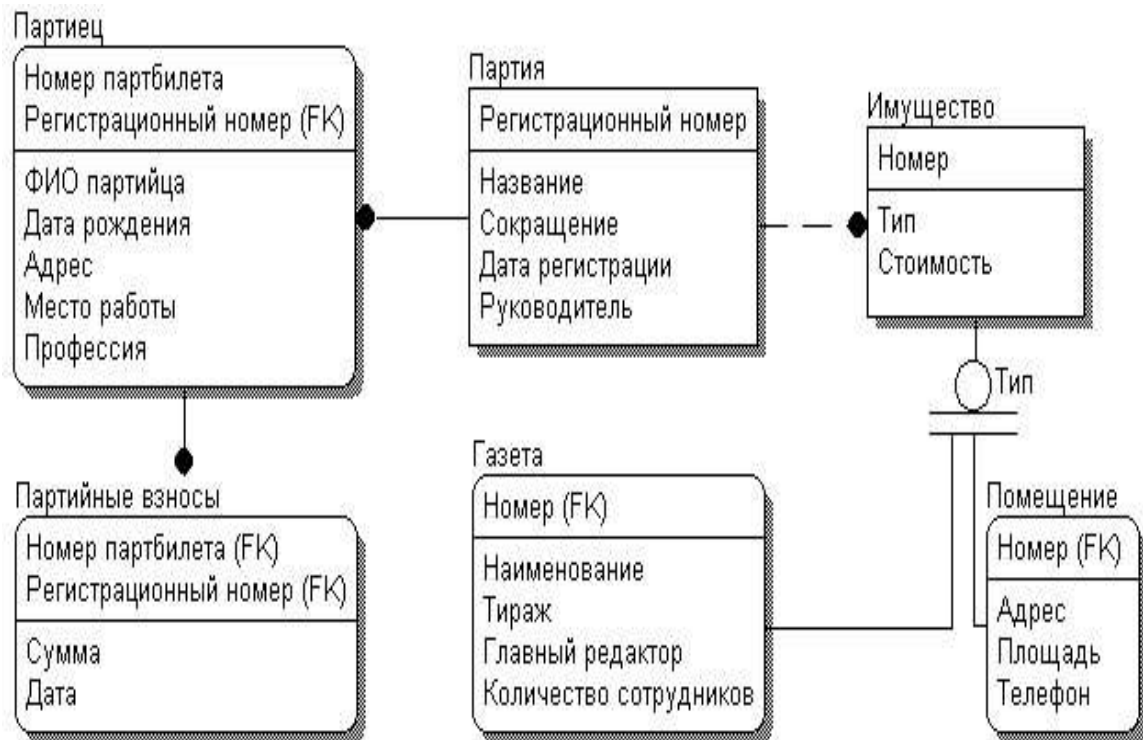 Партиец
Номер партбилета
Регистрационный номер (FK)
ФИО партийца
Дата рождения
Адрес
Место работы
Профессия
Партия
Регистрационный номер
Название
Сокращение
Дата регистрации
Руководитель
Имущество
Номер
Тип
Стоимость
Тип
Партийные взносы
Номер партбилета (FK)
Регистрационный номер (FK)
Сумма
Дата
Газета
Номер (FK)
Наименование
Тираж
Главный редактор
Количество сотрудников
Помещение
Номер (FK)
Адрес
Площадь
Телефон